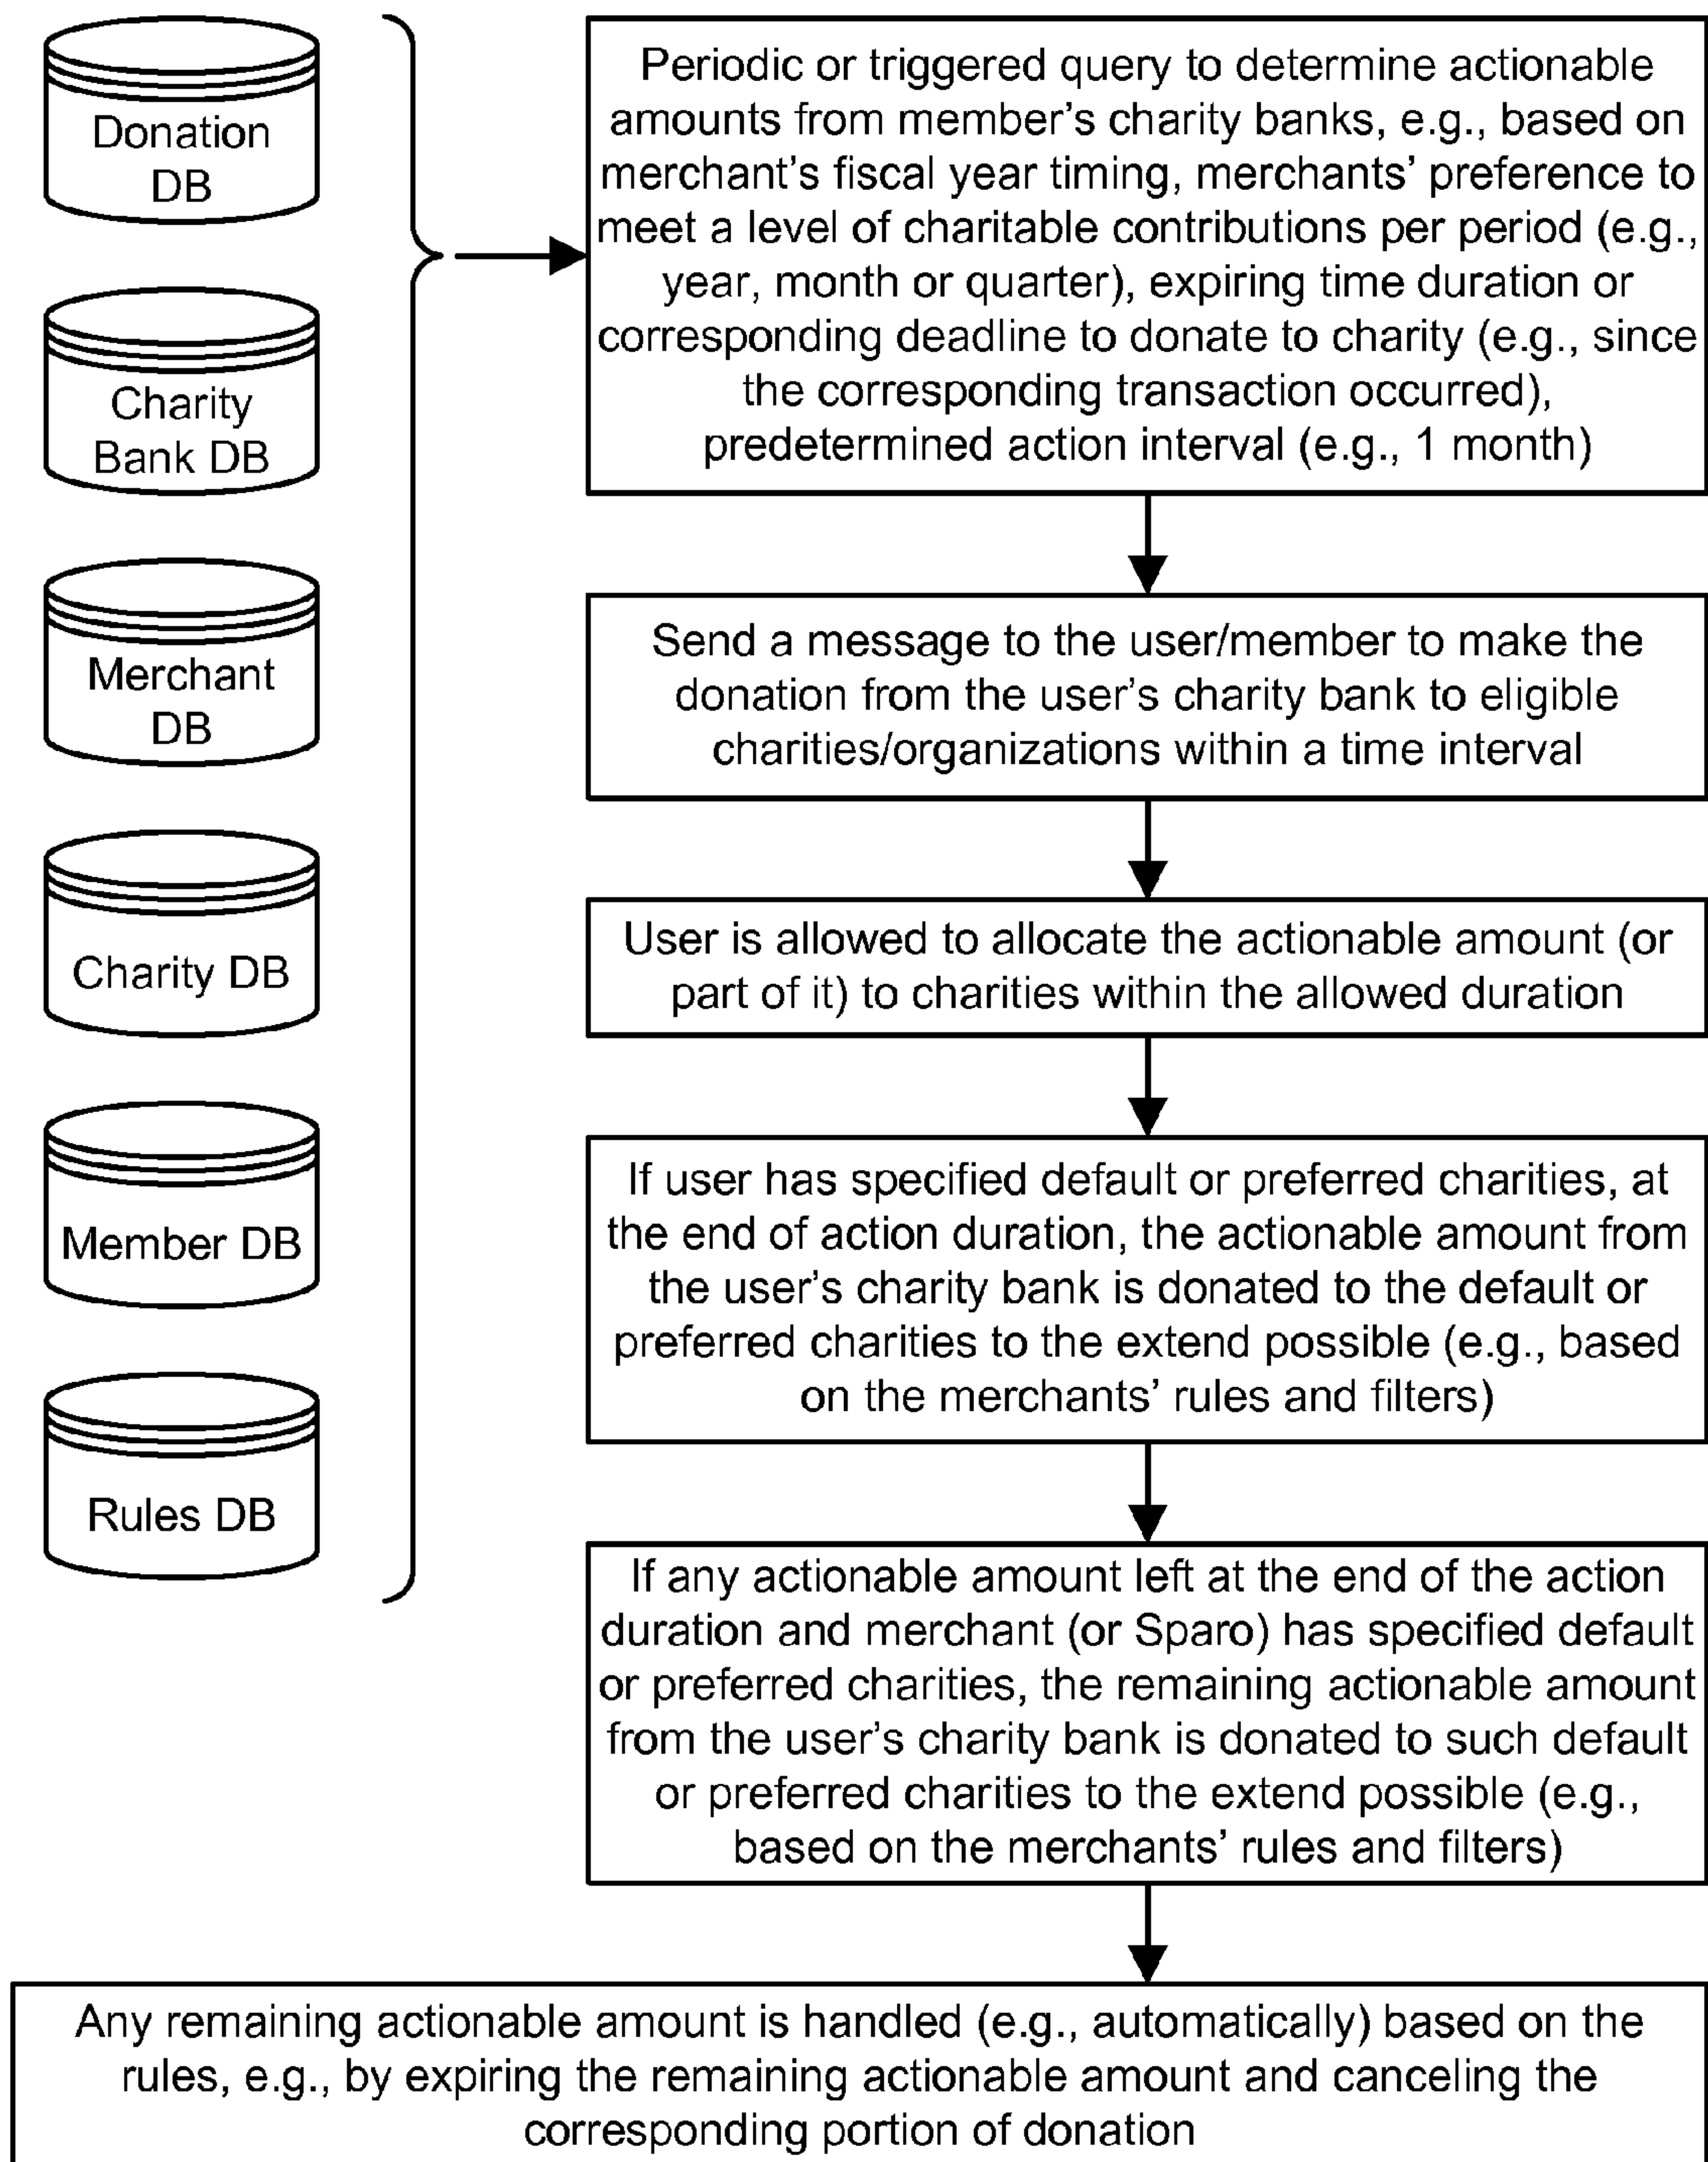 Donation
DB
Charity
Bank DB
Merchant
DB
Charity DB
Member DB
Rules DB
Periodic or triggered query to determine actionable
amounts from member's charity banks, e.g., based on
merchant's fiscal year timing, merchants' preference to
meet a level of charitable contributions per period (e.g.,
year, month or quarter), expiring time duration or
corresponding deadline to donate to charity (e.g., since
the corresponding transaction occurred),
predetermined action interval (e.g., 1 month)
Send a message to the user/member to make the
donation from the user's charity bank to eligible
charities/organizations within a time interval
User is allowed to allocate the actionable amount (or
part of it) to charities within the allowed duration
If user has specified default or preferred charities, at
the end of action duration, the actionable amount from
the user's charity bank is donated to the default or
preferred charities to the extend possible (e.g., based
on the merchants' rules and filters)
If any actionable amount left at the end of the action
duration and merchant (or Sparo) has specified default
or preferred charities, the remaining actionable amount
from the user's charity bank is donated to such default
or preferred charities to the extend possible (e.g.,
based on the merchants' rules and filters)
Any remaining actionable amount is handled (e.g., automatically) based on the
rules, e.g., by expiring the remaining actionable amount and canceling the
corresponding portion of donation